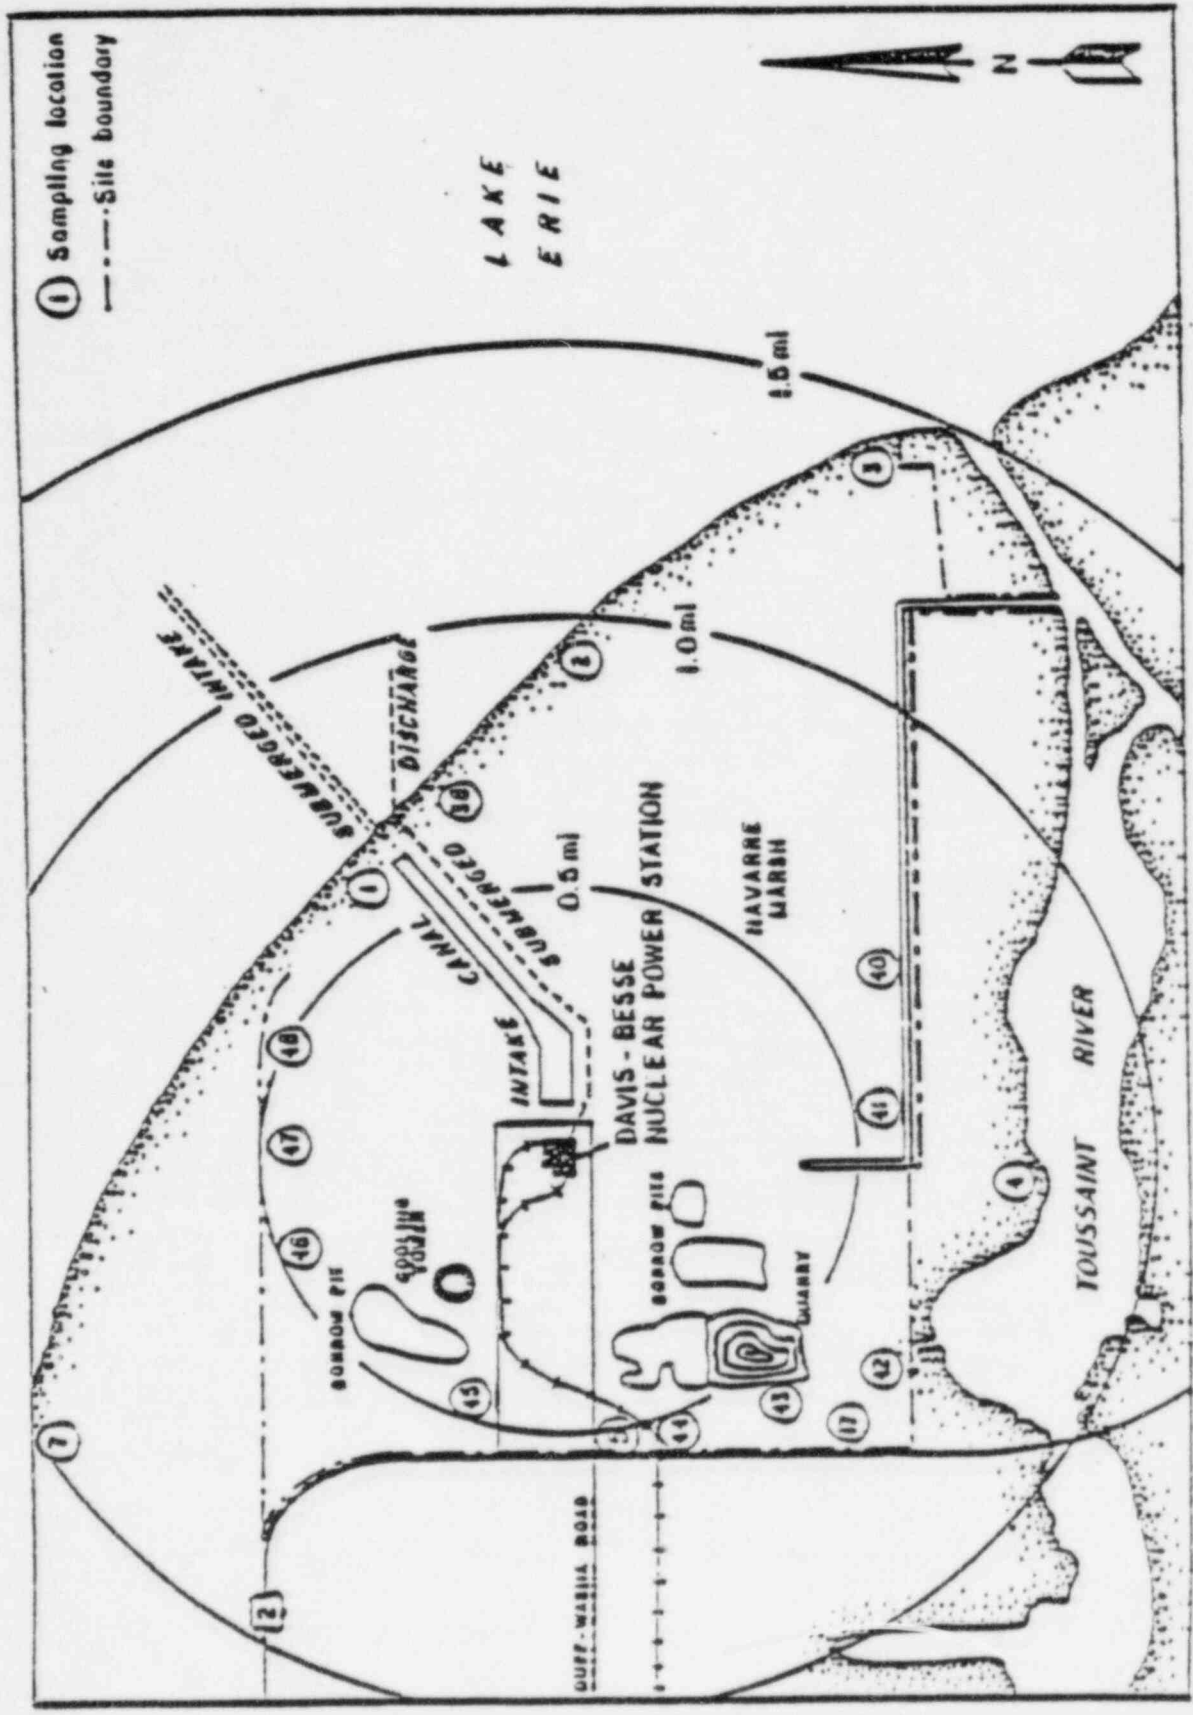 1 Sampling location
Site boundary
N
LAKE
ERIE
1.5 mi
1.0 mi
0.5 mi
SUBMERGED INTAKE
DISCHARGE
SUBMERGED
CANAL
INTAKE
DAVIS-BESSE
NUCLEAR POWER STATION
NAVARRE
MARSH
BORROW PIT
COOLING
TOWER
BORROW PITS
QUARRY
TOUSSAINT RIVER
7
1
2
3
4
48
47
46
45
44
43
42
41
40
17
2